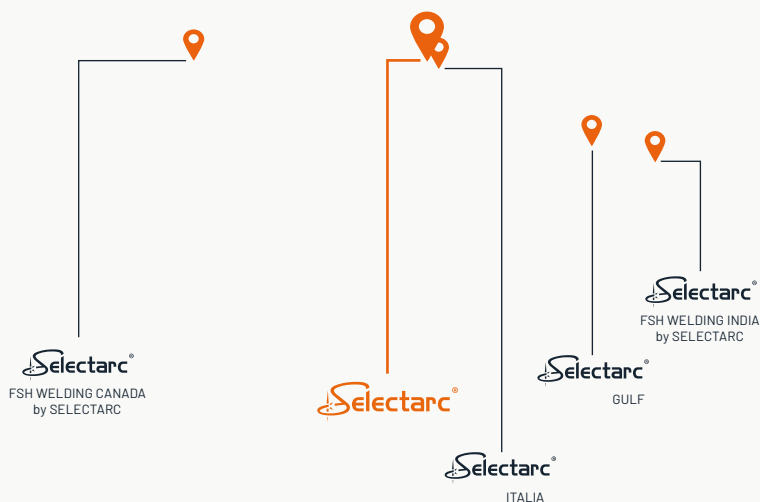 Selectarc®
FSH WELDING INDIA
by SELECTARC
Selectarc®
FSH WELDING CANADA
by SELECTARC
Selectarc®
GULF
Selectarc®
Selectarc®
ITALIA